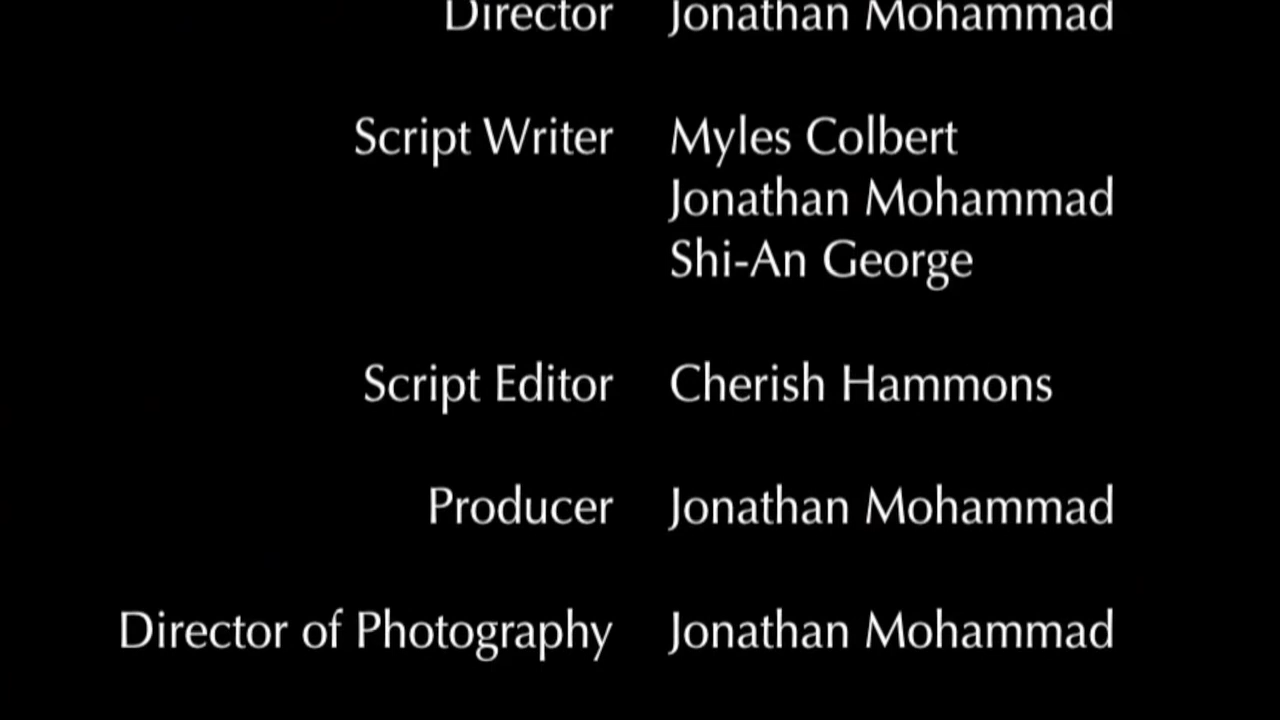 Director Jonathan Mohammad
Script Writer Myles Colbert
Jonathan Mohammad
Shi-An George
Script Editor Cherish Hammons
Producer Jonathan Mohammad
Director of Photography Jonathan Mohammad